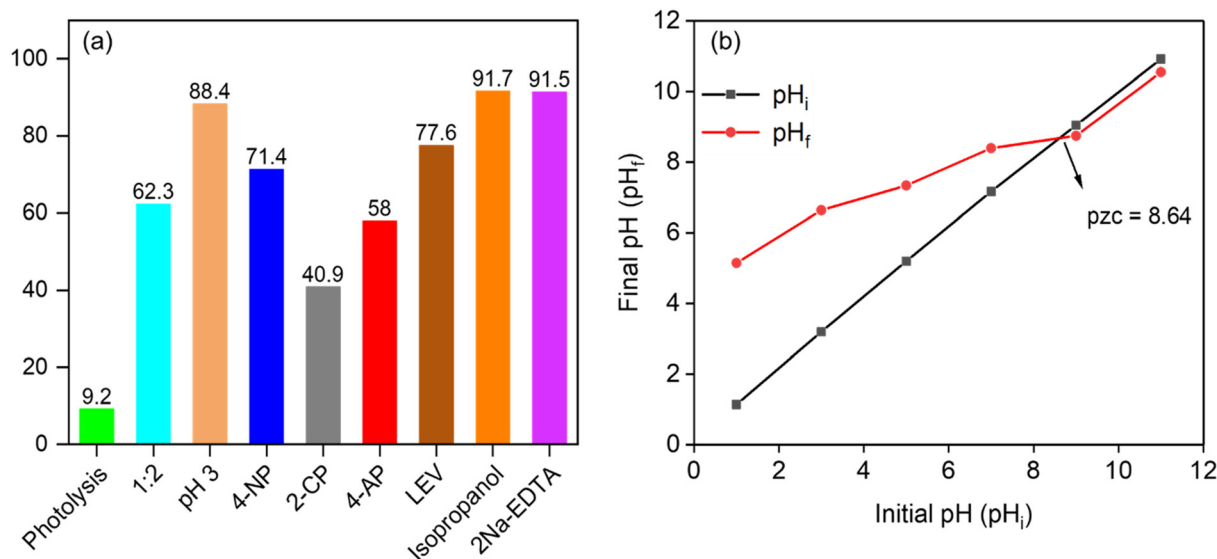 (a)
100
80
60
40
20
0
9.2
62.3
88.4
71.4
40.9
58
77.6
91.7
91.5
Photolysis
1:2
pH 3
4-NP
2-CP
4-AP
LEV
Isopropanol
2Na-EDTA
(b)
pHᵢ
pH_f
pzc = 8.64
Final pH (pH_f)
12
10
8
6
4
2
0
0 2 4 6 8 10 12
Initial pH (pHᵢ)